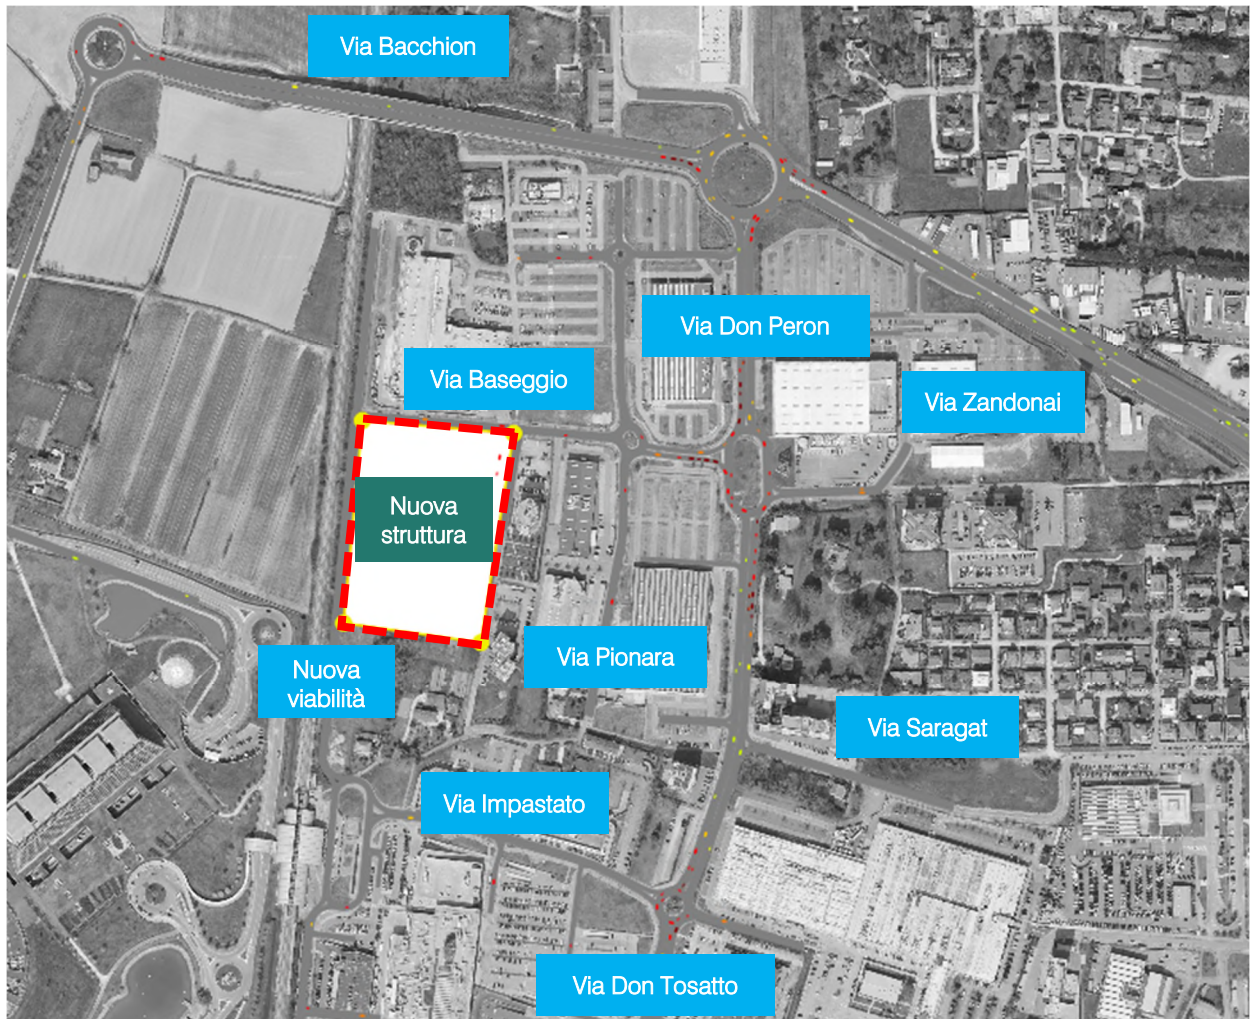 Via Bacchion
Via Don Peron
Via Baseggio
Via Zandonai
Nuova
struttura
Via Pionara
Nuova
viabilità
Via Saragat
Via Impastato
Via Don Tosatto